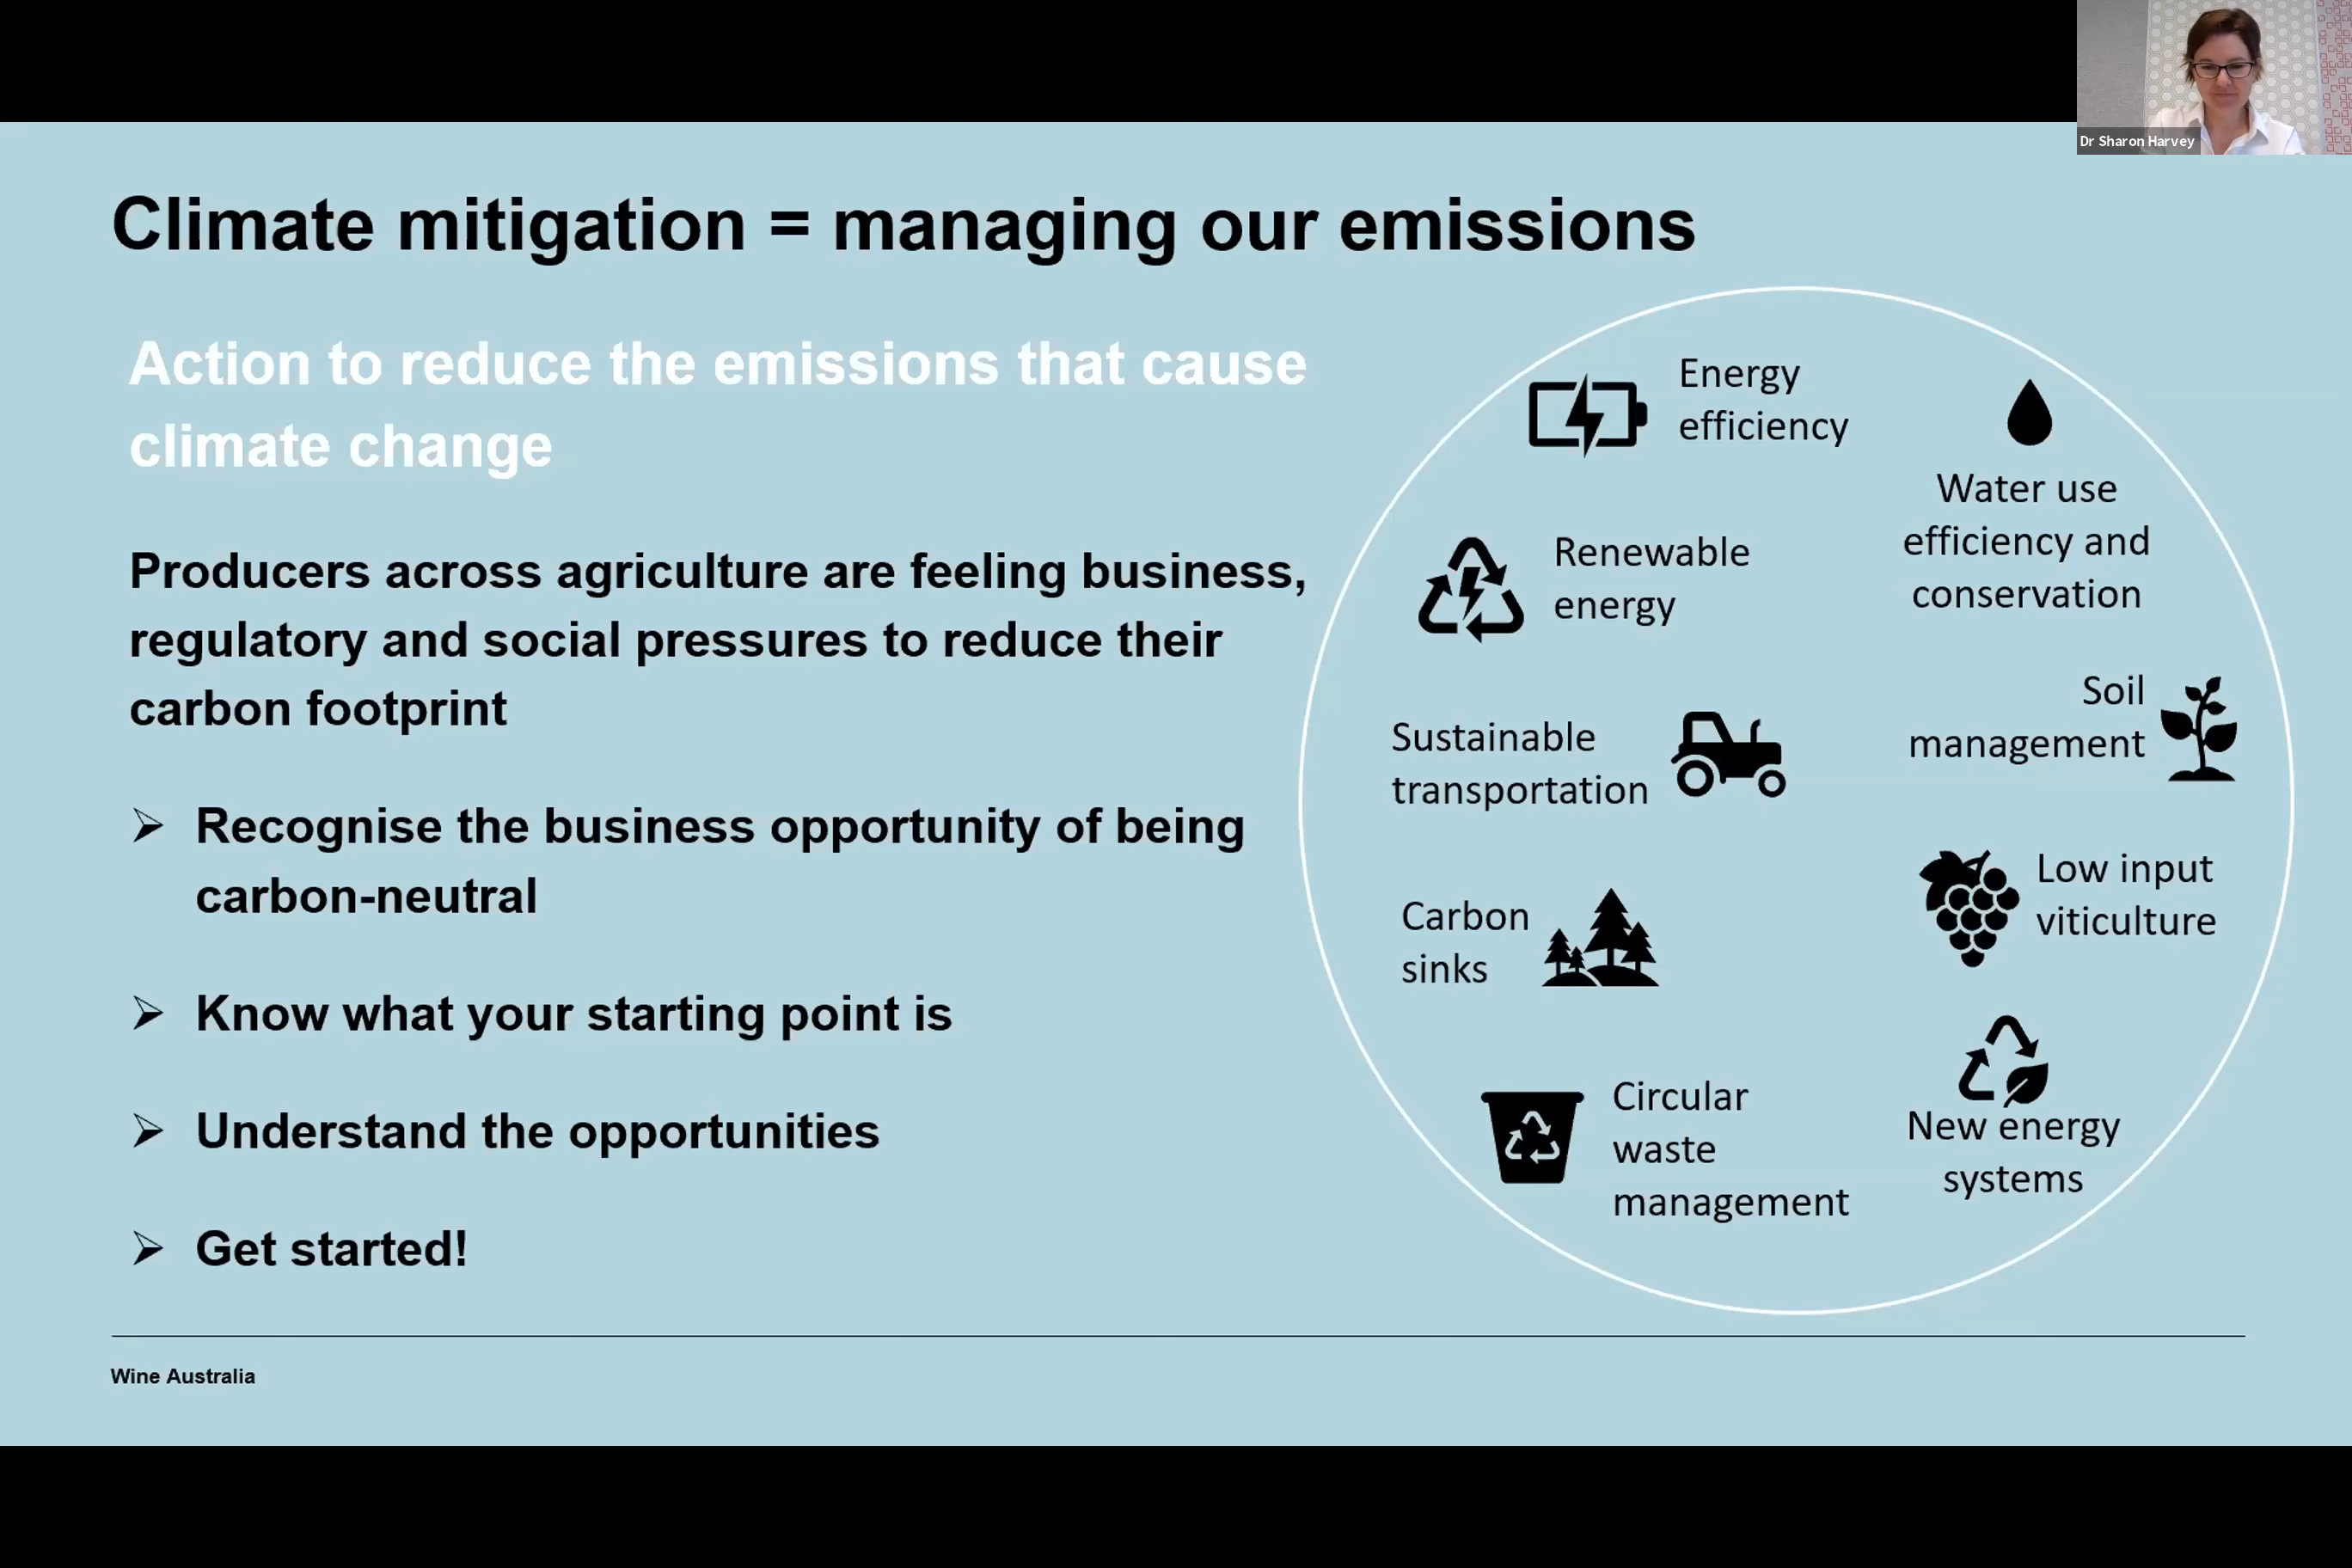 Dr Sharon Harvey
Climate mitigation = managing our emissions
Action to reduce the emissions that cause
climate change
Producers across agriculture are feeling business,
regulatory and social pressures to reduce their
carbon footprint
➢ Recognise the business opportunity of being
carbon-neutral
➢ Know what your starting point is
➢ Understand the opportunities
➢ Get started!
Energy
efficiency
Water use
efficiency and
conservation
Renewable
energy
Soil
management
Sustainable
transportation
Low input
viticulture
Carbon
sinks
New energy
systems
Circular
waste
management
Wine Australia